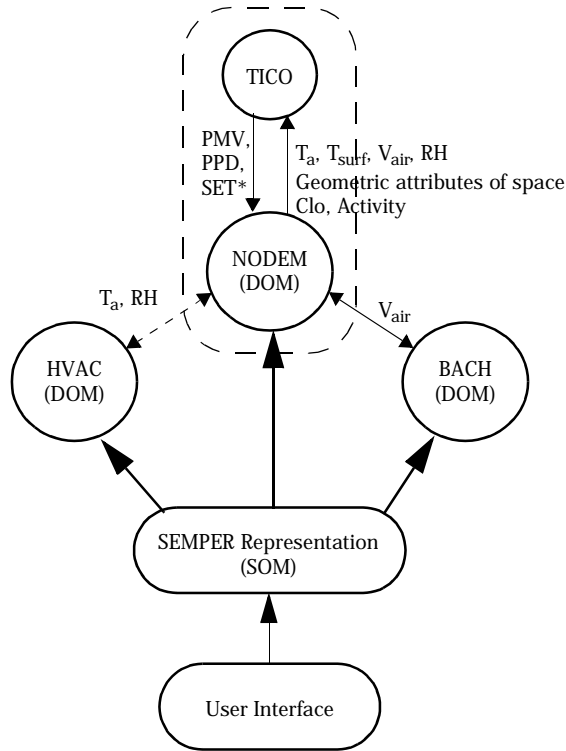 TICO
PMV,
PPD,
SET*
Ta, Tsurf, Vair, RH
Geometric attributes of space
Clo, Activity
NODEM
(DOM)
Ta, RH
Vair
HVAC
(DOM)
BACH
(DOM)
SEMPER Representation
(SOM)
User Interface